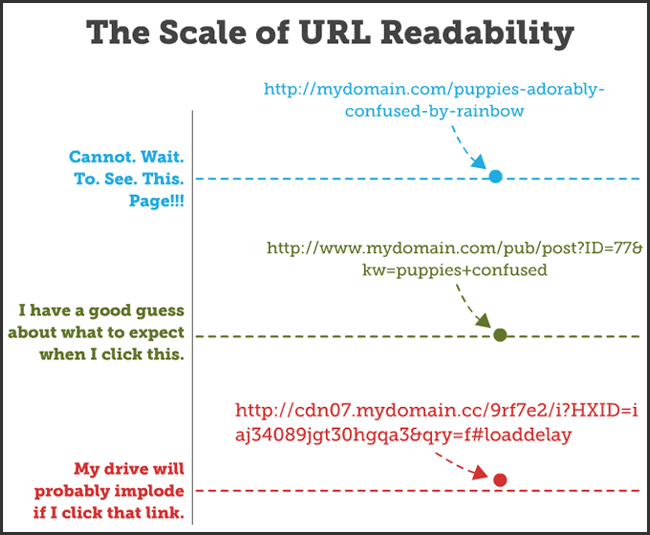 The Scale of URL Readability
http://mydomain.com/puppies-adorably-
confused-by-rainbow
Cannot. Wait.
To. See. This.
Page!!!
http://www.mydomain.com/pub/post?ID=77&
kw=puppies+confused
I have a good guess
about what to expect
when I click this.
http://cdn07.mydomain.cc/9rf7e2/i?HXID=i
aj34089jgt30hgqa3&qry=f#loaddelay
My drive will
probably implode
if I click that link.